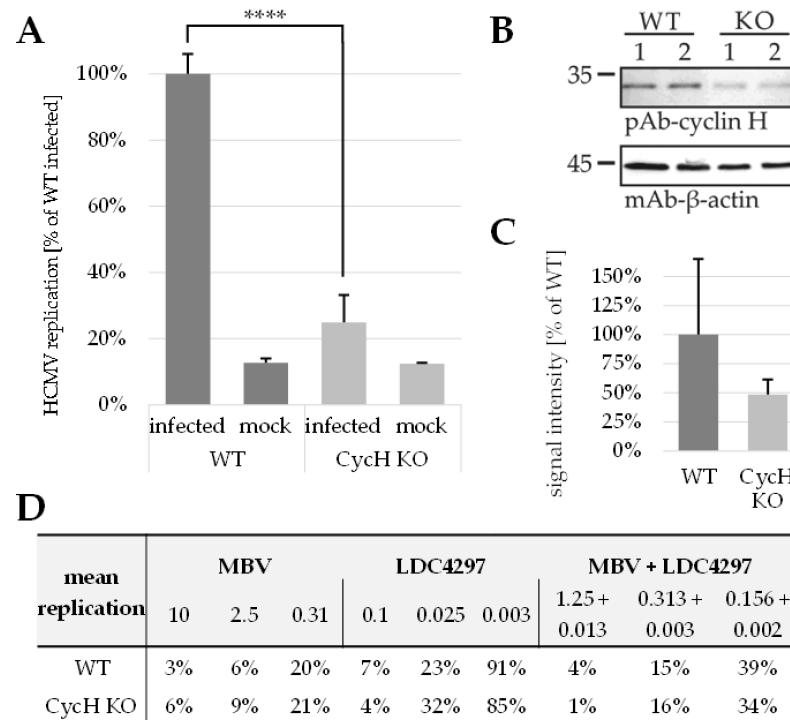 A
****
HCMV replication [% of WT infected]
100%
80%
60%
40%
20%
0%
infected mock infected mock
WT CycH KO
B
WT KO
1 2 1 2
35
pAb-cyclin H
45
mAb-β-actin
C
signal intensity [% of WT]
150%
125%
100%
75%
50%
25%
0%
WT CycH
KO
D
mean replication MBV LDC4297 MBV + LDC4297
10 2.5 0.31 0.1 0.025 0.003 1.25 + 0.013 0.313 + 0.003 0.156 + 0.002
WT 3% 6% 20% 7% 23% 91% 4% 15% 39%
CycH KO 6% 9% 21% 4% 32% 85% 1% 16% 34%